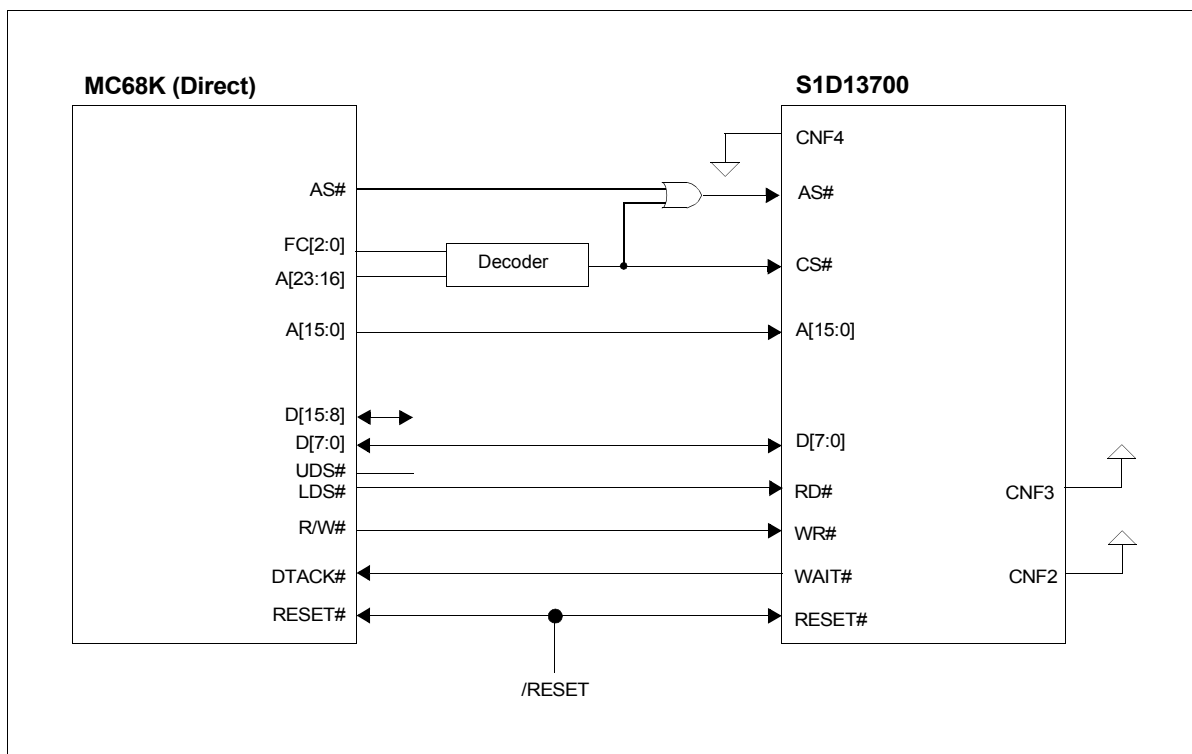 MC68K (Direct)
S1D13700
CNF4
AS#
AS#
FC[2:0]
Decoder
CS#
A[23:16]
A[15:0]
A[15:0]
D[15:8]
D[7:0]
D[7:0]
UDS#
LDS#
RD#
CNF3
R/W#
WR#
DTACK#
WAIT#
CNF2
RESET#
RESET#
/RESET